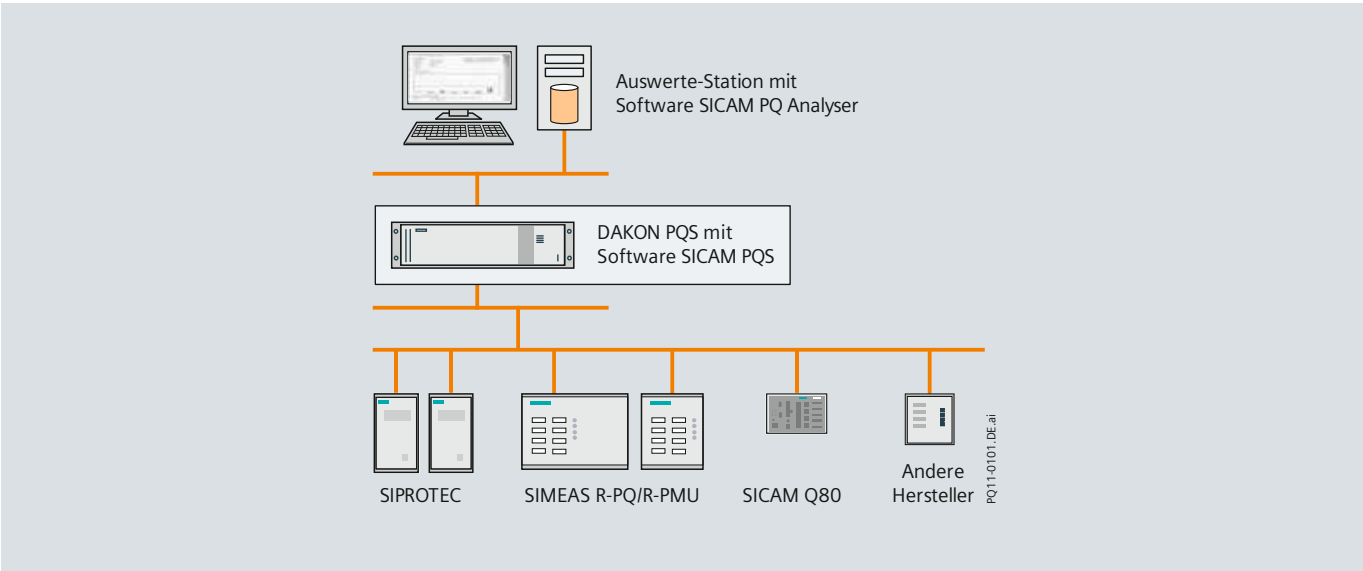 Auswerte-Station mit
Software SICAM PQ Analyser
DAKON PQS mit
Software SICAM PQS
SIPROTEC
SIMEAS R-PQ/R-PMU
SICAM Q80
Andere
Hersteller
PQ11-0101.DE.ai